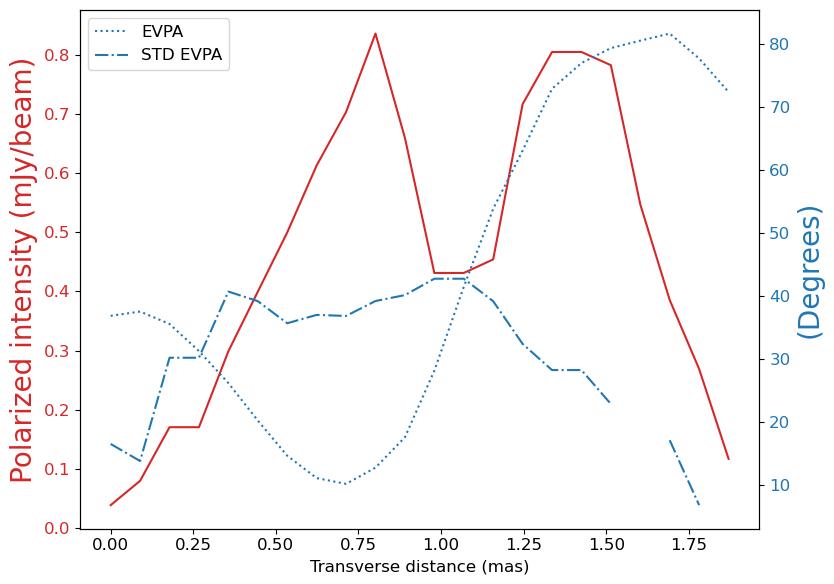 EVPA
STD EVPA
Polarized intensity (mJy/beam)
0.8
0.7
0.6
0.5
0.4
0.3
0.2
0.1
0.0
80
70
60
50
40
30
20
10
(Degrees)
0.00 0.25 0.50 0.75 1.00 1.25 1.50 1.75
Transverse distance (mas)